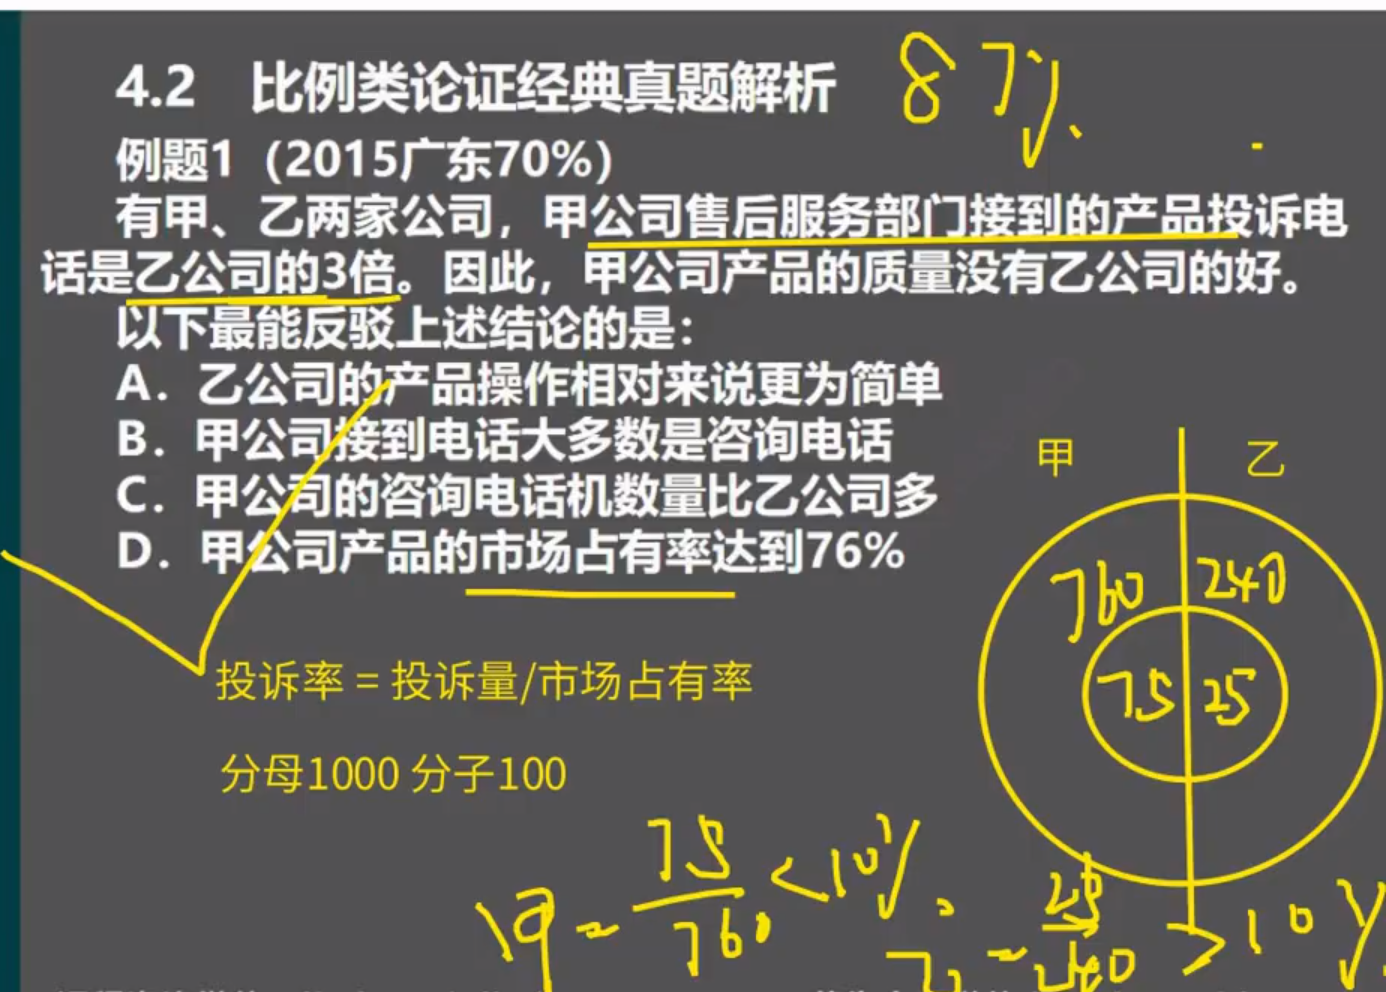 4.2 比例类论证经典真题解析
87%
例题1（2015广东70%）
有甲、乙两家公司，甲公司售后服务部门接到的产品投诉电
话是乙公司的3倍。因此，甲公司产品的质量没有乙公司的好。
以下最能反驳上述结论的是：
A. 乙公司的产品操作相对来说更为简单
B. 甲公司接到电话大多数是咨询电话
C. 甲公司的咨询电话机数量比乙公司多
D. 甲公司产品的市场占有率达到76%
甲 乙
760 240
75 25
投诉率 = 投诉量/市场占有率
分母1000 分子100
甲 = 75/760 < 10%
乙 = 25/240 > 10%